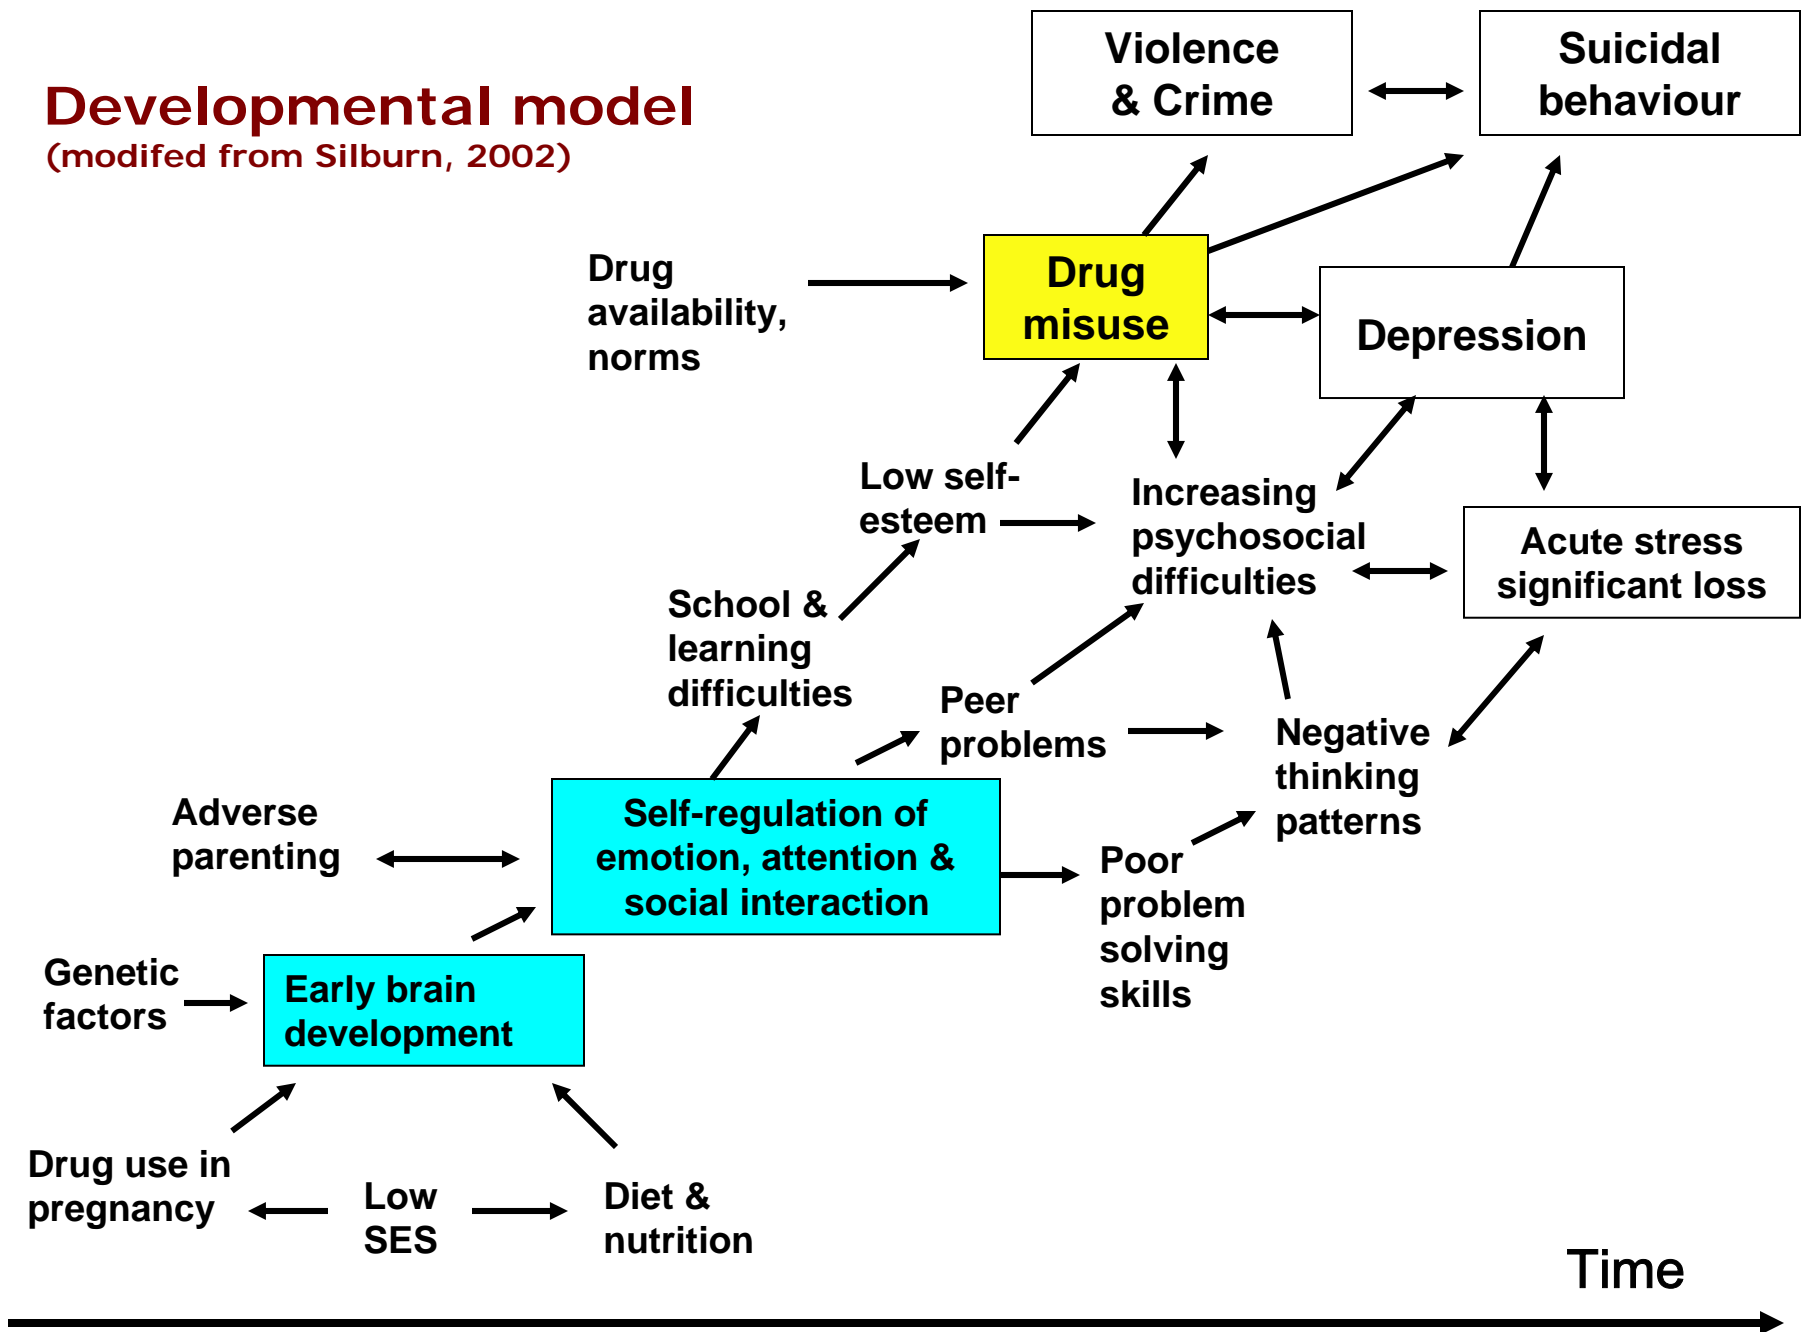 Developmental model
(modifed from Silburn, 2002)
Violence
& Crime
Suicidal
behaviour
Drug
availability,
norms
Drug
misuse
Depression
Low self-
esteem
Increasing
psychosocial
difficulties
Acute stress
significant loss
School &
learning
difficulties
Peer
problems
Negative
thinking
patterns
Adverse
parenting
Self-regulation of
emotion, attention &
social interaction
Poor
problem
solving
skills
Genetic
factors
Early brain
development
Drug use in
pregnancy
Low
SES
Diet &
nutrition
Time